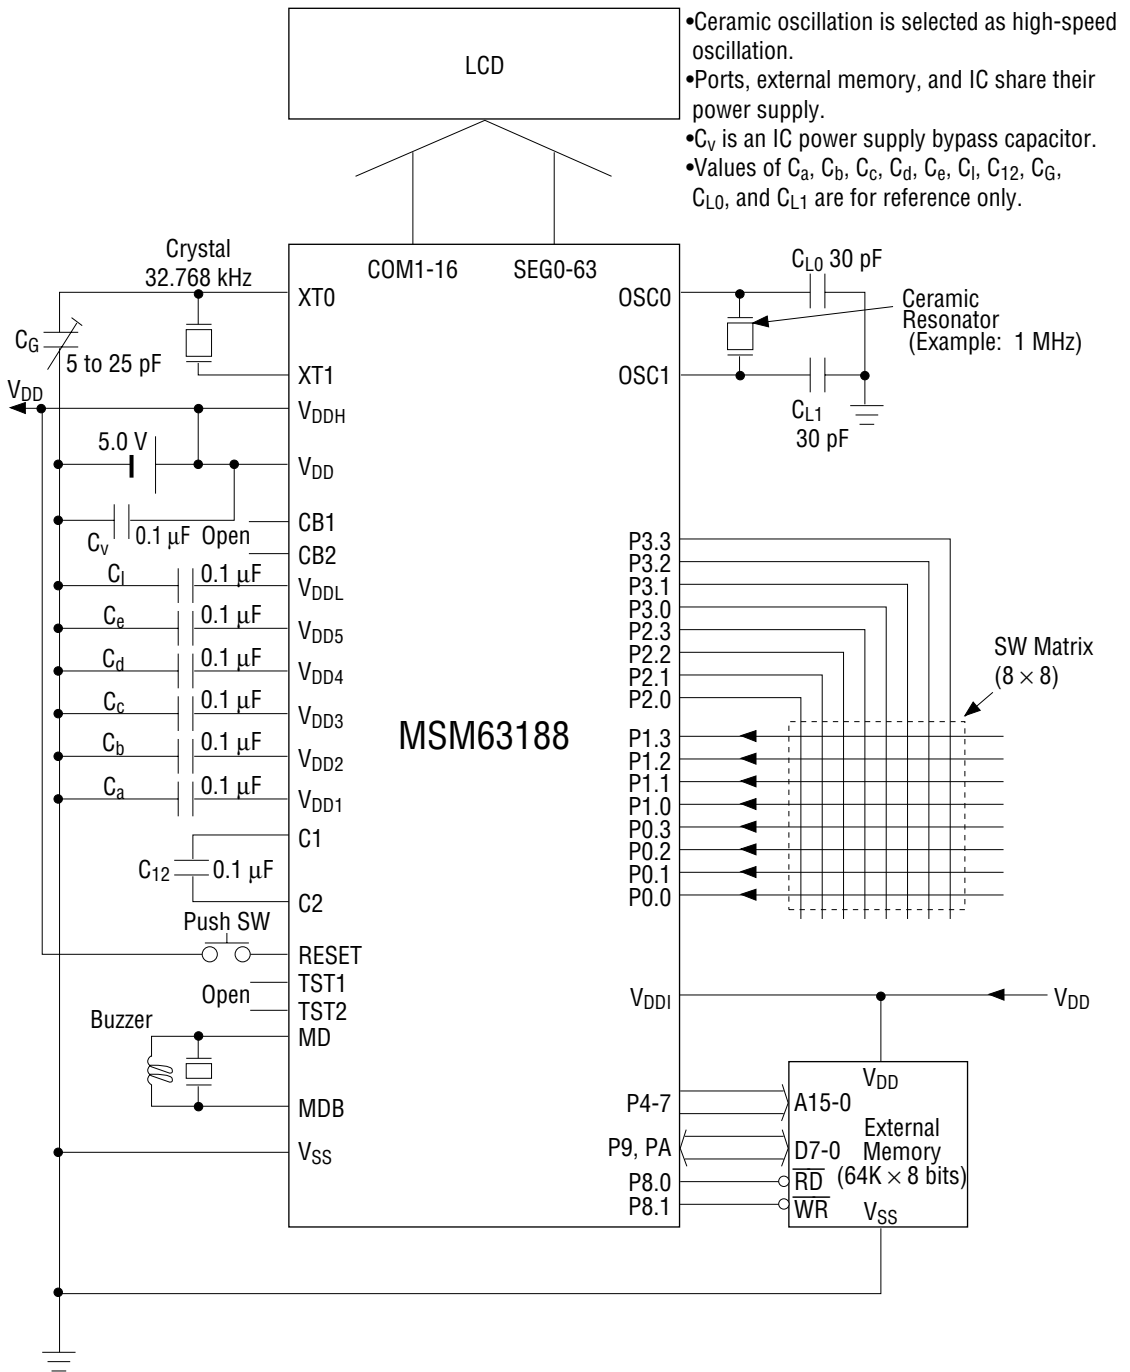 LCD
•Ceramic oscillation is selected as high-speed
oscillation.
•Ports, external memory, and IC share their
power supply.
•Cv is an IC power supply bypass capacitor.
•Values of Ca, Cb, Cc, Cd, Ce, Cl, C12, CG,
CL0, and CL1 are for reference only.
Crystal
32.768 kHz
CG
5 to 25 pF
VDD
5.0 V
Cv
0.1 µF
Open
Cl
0.1 µF
Ce
0.1 µF
Cd
0.1 µF
Cc
0.1 µF
Cb
0.1 µF
Ca
0.1 µF
C12
0.1 µF
Push SW
Open
Buzzer
COM1-16
SEG0-63
XT0
XT1
VDDH
VDD
CB1
CB2
VDDL
VDD5
VDD4
VDD3
VDD2
VDD1
C1
C2
RESET
TST1
TST2
MD
MDB
VSS
MSM63188
OSC0
OSC1
P3.3
P3.2
P3.1
P3.0
P2.3
P2.2
P2.1
P2.0
P1.3
P1.2
P1.1
P1.0
P0.3
P0.2
P0.1
P0.0
VDDI
P4-7
P9, PA
P8.0
P8.1
CL0 30 pF
Ceramic
Resonator
(Example: 1 MHz)
CL1
30 pF
SW Matrix
(8 × 8)
VDD
VDD
A15-0
External
D7-0
Memory
RD
(64K × 8 bits)
WR
VSS